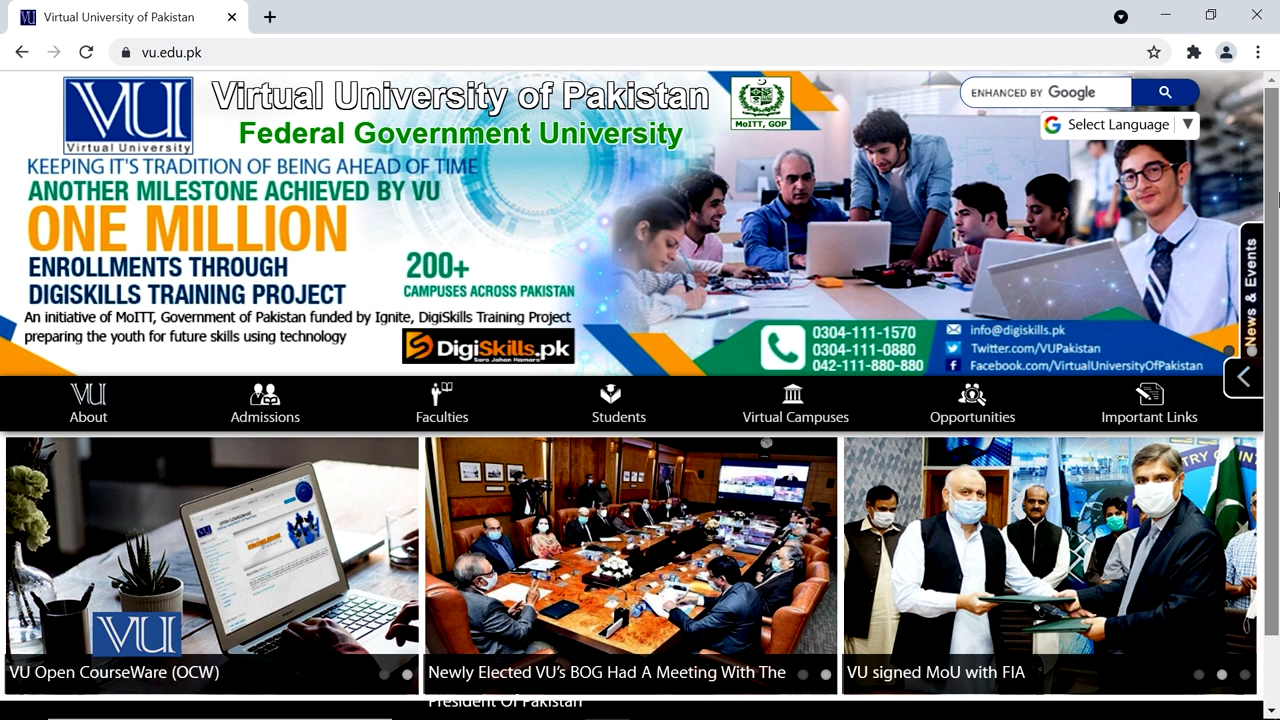 Virtual University of Pakistan
vu.edu.pk
VU
Virtual University
Virtual University of Pakistan
Federal Government University
MoITT, GOP
ENHANCED BY Google
Select Language ▼
KEEPING IT'S TRADITION OF BEING AHEAD OF TIME
ANOTHER MILESTONE ACHIEVED BY VU
ONE MILLION
ENROLLMENTS THROUGH
DIGISKILLS TRAINING PROJECT
200+
CAMPUSES ACROSS PAKISTAN
An initiative of MoITT, Government of Pakistan funded by Ignite, DigiSkills Training Project
preparing the youth for future skills using technology
DigiSkills.pk
Sara Jahan Hamara
0304-111-1570
0304-111-0880
042-111-880-880
info@digiskills.pk
Twitter.com/VUPakistan
Facebook.com/VirtualUniversityOfPakistan
News & Events
VU
About
Admissions
Faculties
Students
Virtual Campuses
Opportunities
Important Links
VU
VU Open CourseWare (OCW)
Newly Elected VU’s BOG Had A Meeting With The
President Of Pakistan
VU signed MoU with FIA